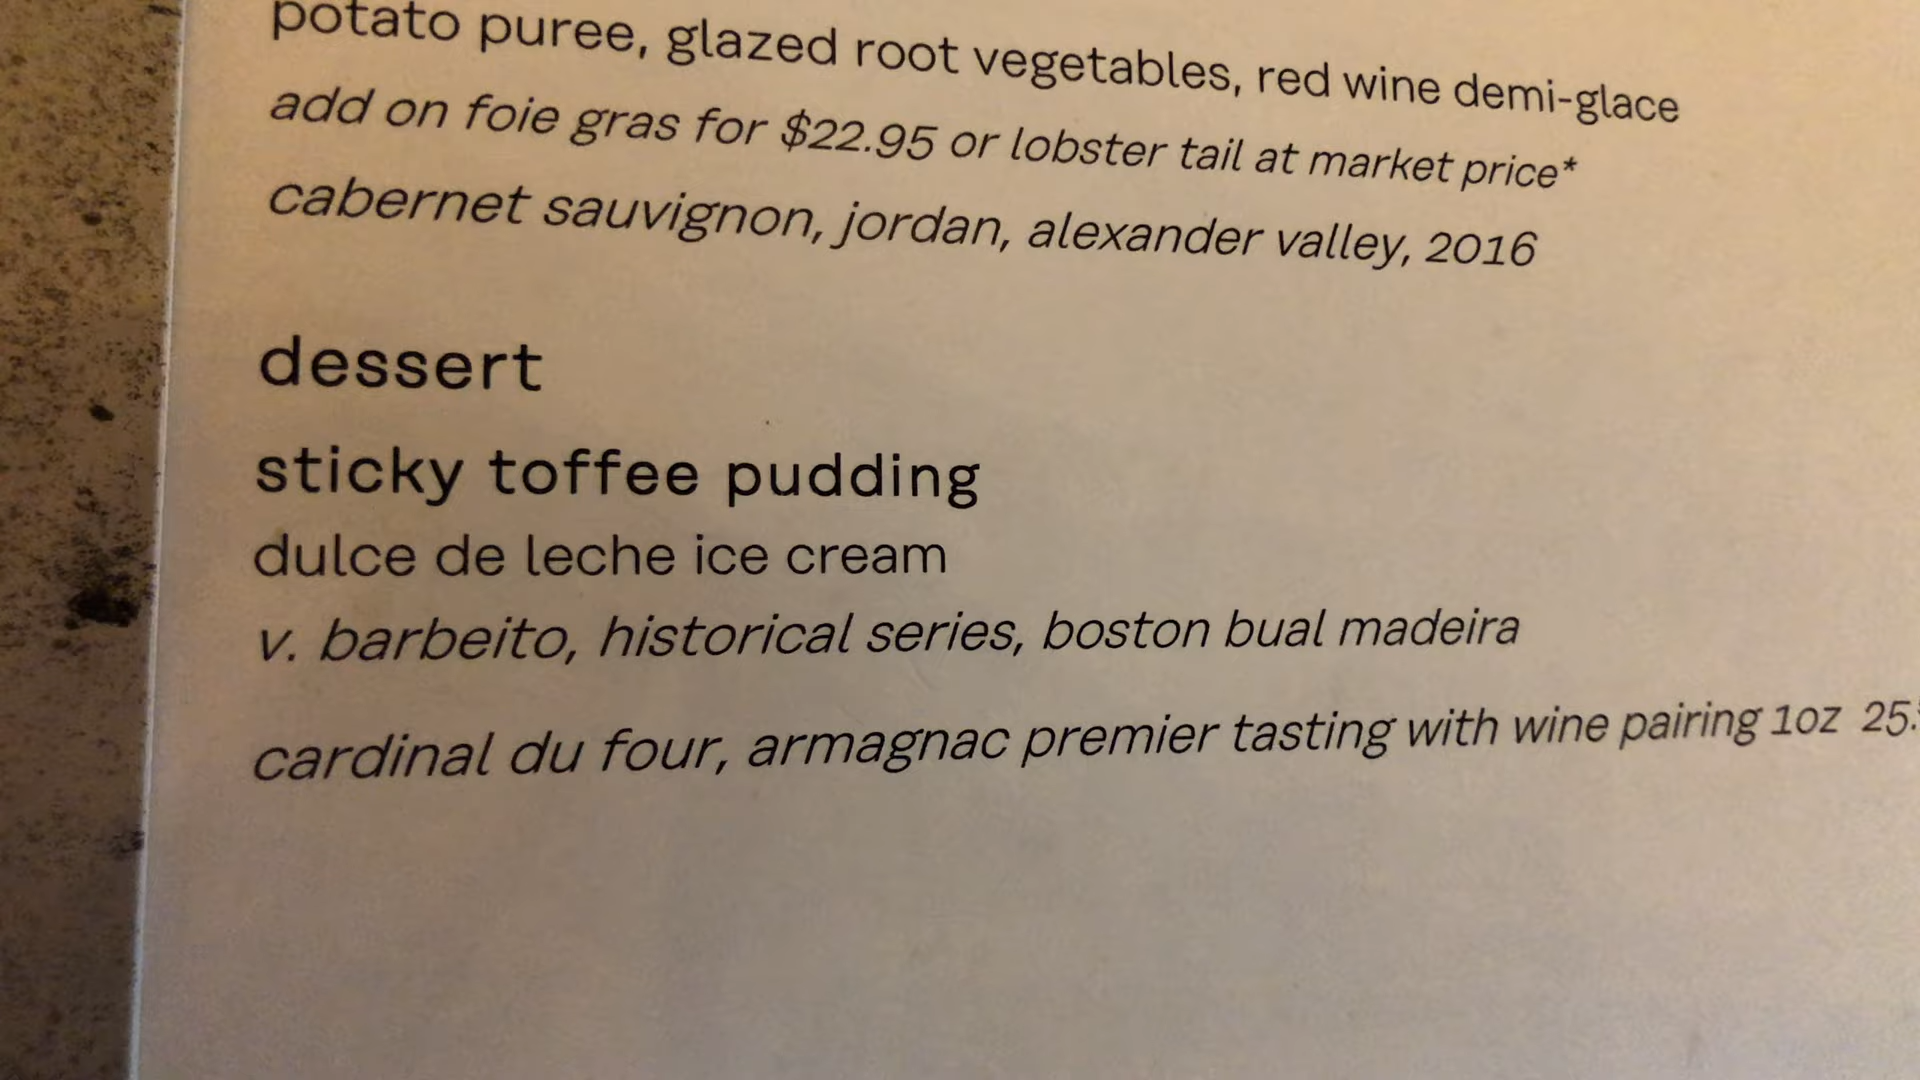 potato puree, glazed root vegetables, red wine demi-glace
add on foie gras for $22.95 or lobster tail at market price*
cabernet sauvignon, jordan, alexander valley, 2016
dessert
sticky toffee pudding
dulce de leche ice cream
v. barbeito, historical series, boston bual madeira
cardinal du four, armagnac premier tasting with wine pairing 1oz